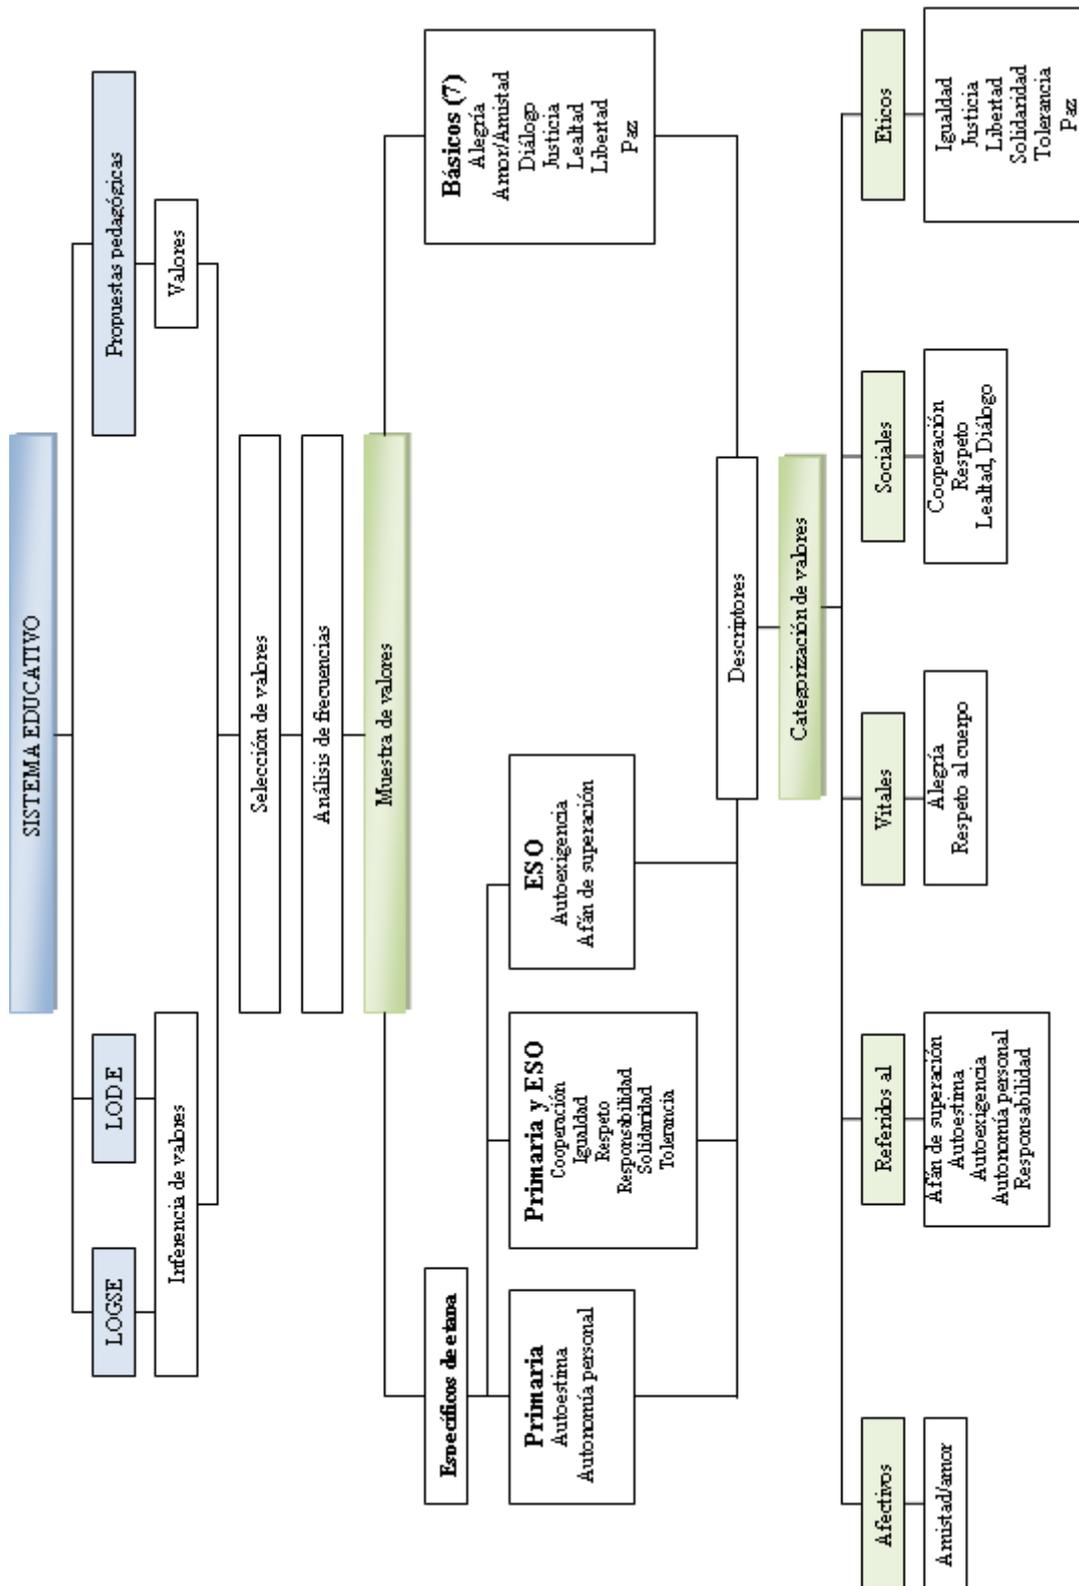 SISTEMA EDUCATIVO
LOGSE
LODE
Propuestas pedagógicas
Inferencia de valores
Valores
Selección de valores
Análisis de frecuencias
Muestra de valores
Específicos de etapa
Básicos (7)
Alegría
Amor/Amistad
Diálogo
Justicia
Lealtad
Libertad
Paz
Primaria
Autoestima
Autonomía personal
Primaria y ESO
Cooperación
Igualdad
Respeto
Responsabilidad
Solidaridad
Tolerancia
ESO
Autoexigencia
Afán de superación
Descriptores
Categorización de valores
Afectivos
Amistad/amor
Referidos al
Afán de superación
Autoestima
Autoexigencia
Autonomía personal
Responsabilidad
Vitales
Alegría
Respeto al cuerpo
Sociales
Cooperación
Respeto
Lealtad, Diálogo
Eticos
Igualdad
Justicia
Libertad
Solidaridad
Tolerancia
Paz